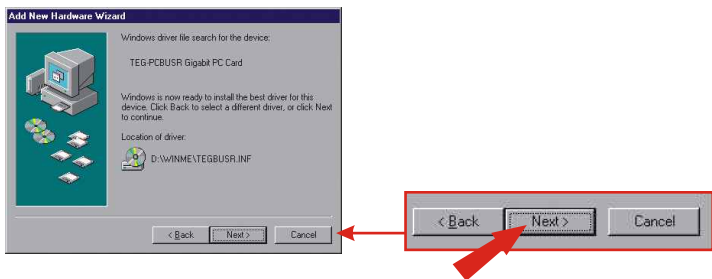 Add New Hardware Wizard
Windows driver file search for the device:
TEG-PCBUSR Gigabit PC Card
Windows is now ready to install the best driver for this
device. Click Back to select a different driver, or click Next
to continue.
Location of driver:
D:\WINME\TEGBUSR.INF
< Back Next > Cancel
< Back Next > Cancel